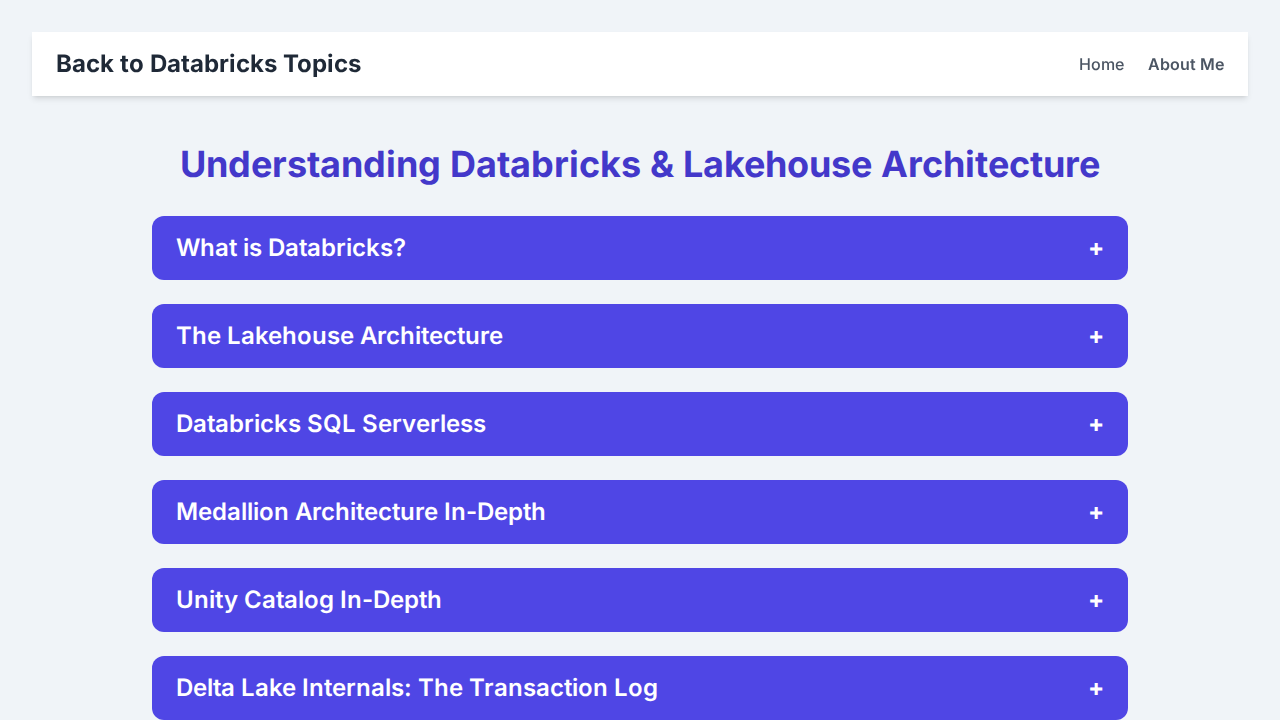 Back to Databricks Topics
Home About Me
Understanding Databricks & Lakehouse Architecture
What is Databricks? +
The Lakehouse Architecture +
Databricks SQL Serverless +
Medallion Architecture In-Depth +
Unity Catalog In-Depth +
Delta Lake Internals: The Transaction Log +